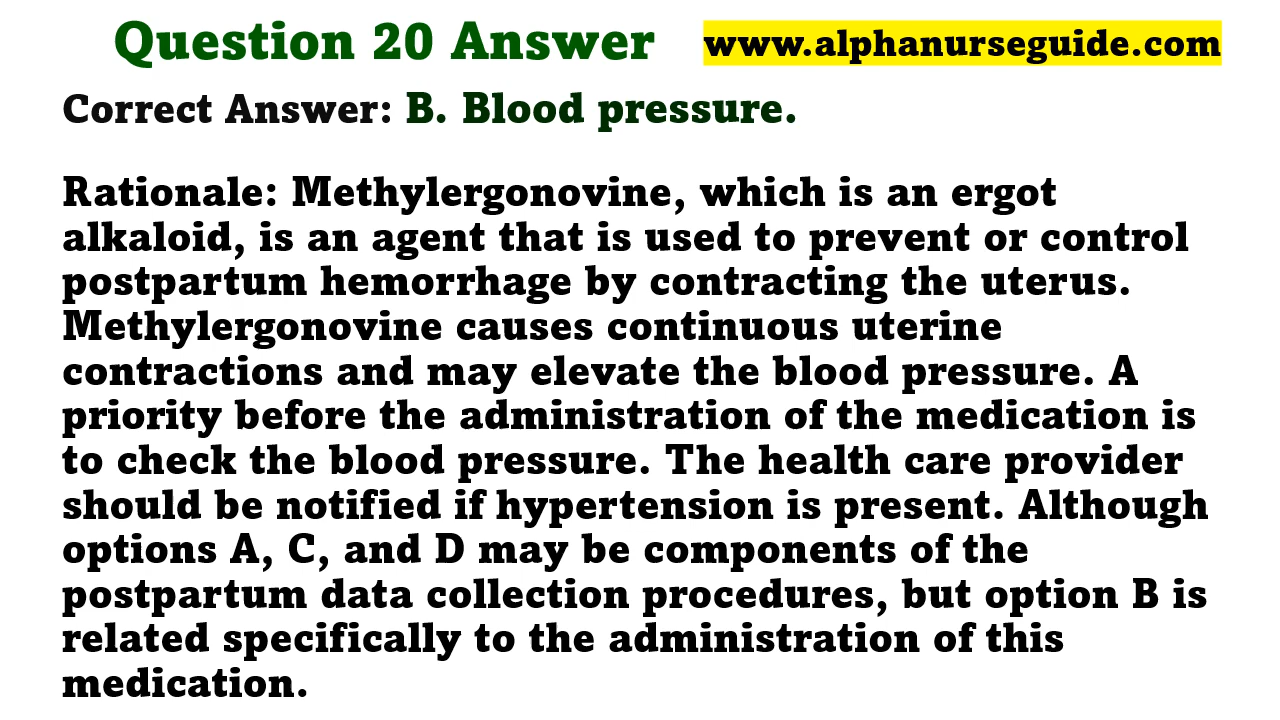 Question 20 Answer www.alphanurseguide.com
Correct Answer: B. Blood pressure.
Rationale: Methylergonovine, which is an ergot
alkaloid, is an agent that is used to prevent or control
postpartum hemorrhage by contracting the uterus.
Methylergonovine causes continuous uterine
contractions and may elevate the blood pressure. A
priority before the administration of the medication is
to check the blood pressure. The health care provider
should be notified if hypertension is present. Although
options A, C, and D may be components of the
postpartum data collection procedures, but option B is
related specifically to the administration of this
medication.